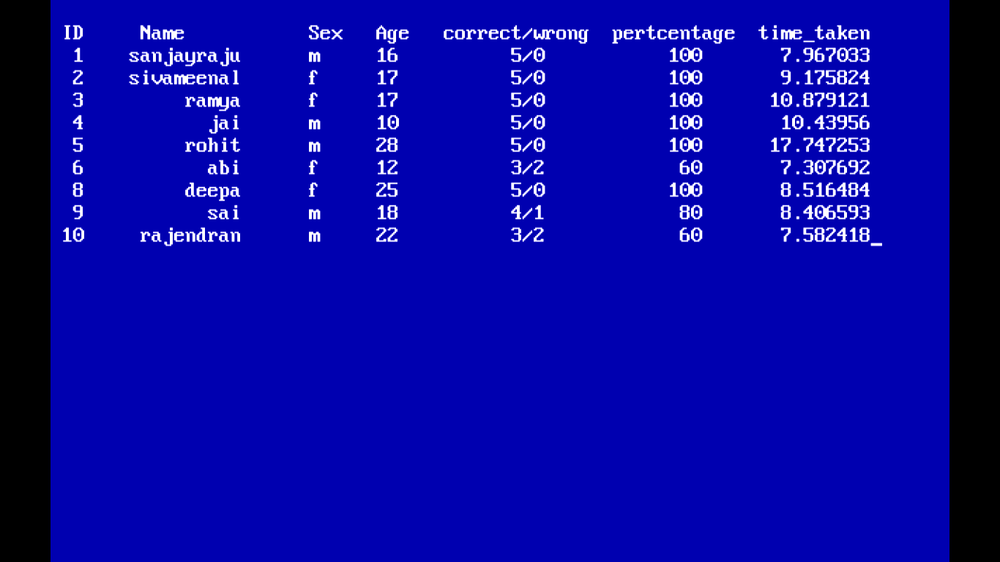 ID Name Sex Age correct/wrong pertcentage time_taken
1 sanjayraju m 16 5/0 100 7.967033
2 sivameenal f 17 5/0 100 9.175824
3 ramya f 17 5/0 100 10.879121
4 jai m 10 5/0 100 10.43956
5 rohit m 28 5/0 100 17.747253
6 abi f 12 3/2 60 7.307692
8 deepa f 25 5/0 100 8.516484
9 sai m 18 4/1 80 8.406593
10 rajendran m 22 3/2 60 7.582418_